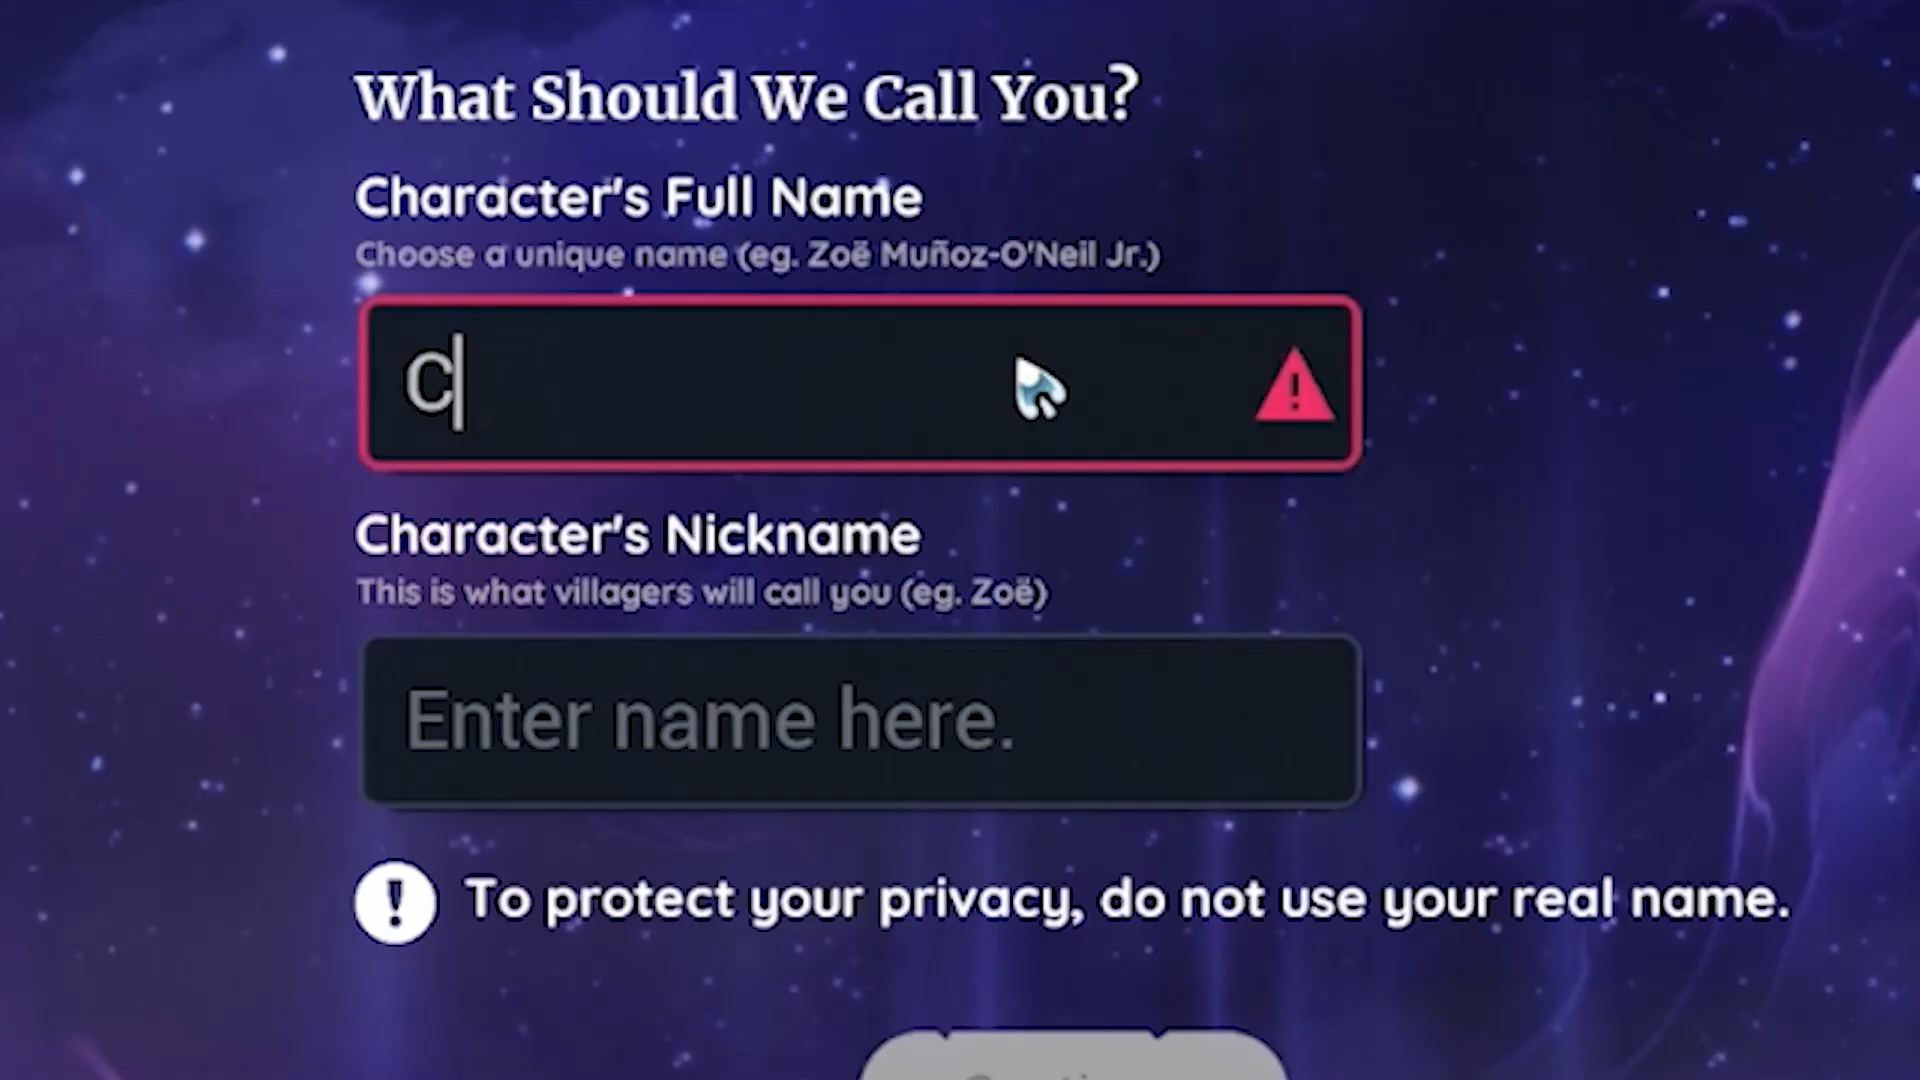 What Should We Call You?
Character's Full Name
Choose a unique name (eg. Zoë Muñoz-O'Neil Jr.)
C
Character's Nickname
This is what villagers will call you (eg. Zoë)
Enter name here.
! To protect your privacy, do not use your real name.